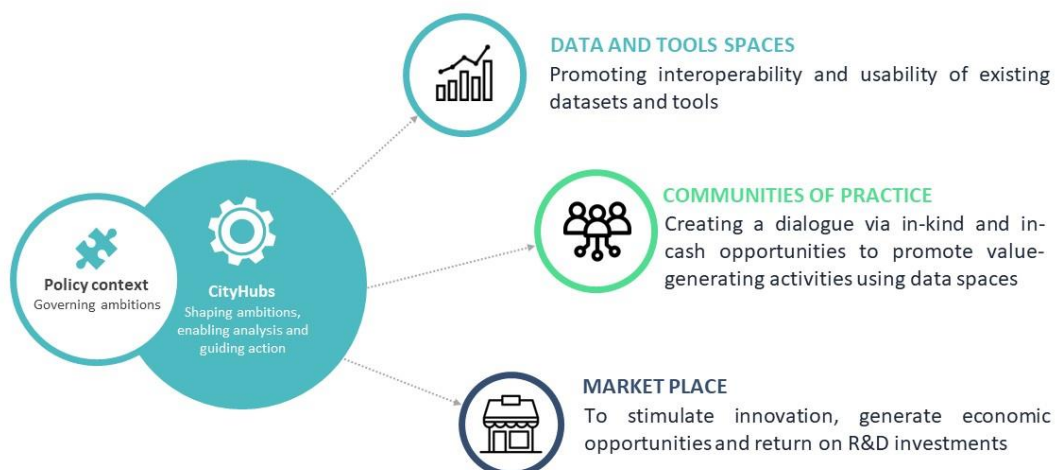 DATA AND TOOLS SPACES
Promoting interoperability and usability of existing
datasets and tools
Policy context
Governing ambitions
CityHubs
Shaping ambitions,
enabling analysis and
guiding action
COMMUNITIES OF PRACTICE
Creating a dialogue via in-kind and in-
cash opportunities to promote value-
generating activities using data spaces
MARKET PLACE
To stimulate innovation, generate economic
opportunities and return on R&D investments